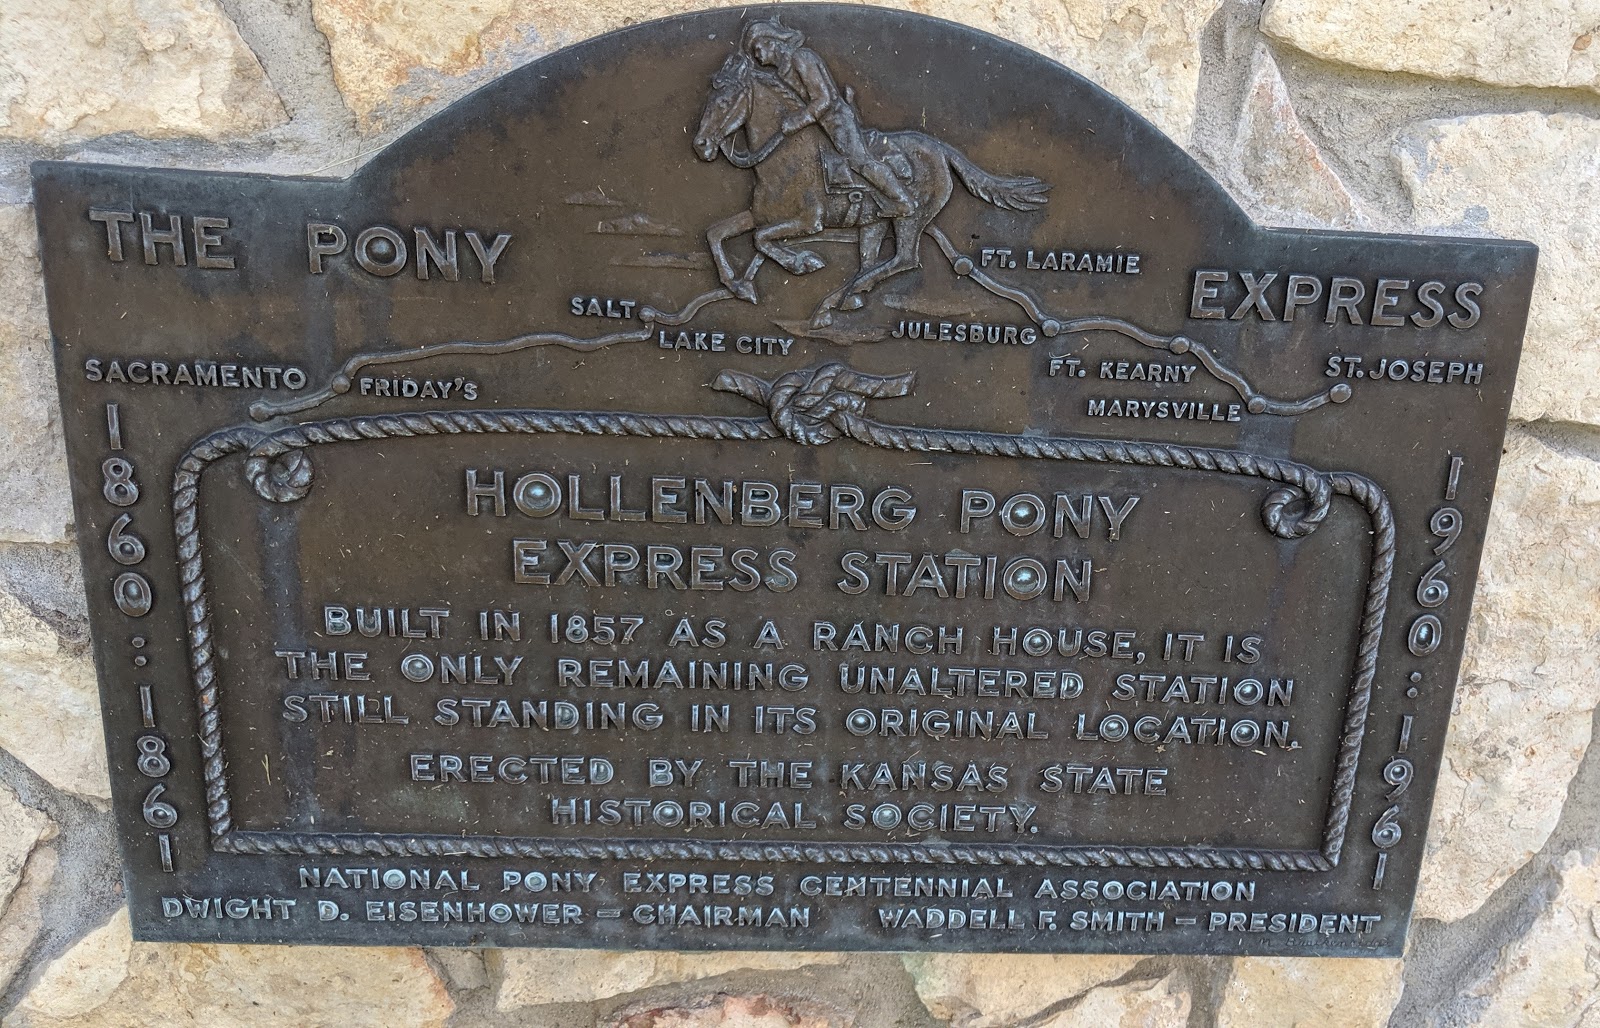 THE PONY EXPRESS
FT. LARAMIE
SALT
LAKE CITY
JULESBURG
SACRAMENTO
FRIDAY'S
FT. KEARNY
ST. JOSEPH
MARYSVILLE
1860::1861
1960::1961
HOLLENBERG PONY
EXPRESS STATION
BUILT IN 1857 AS A RANCH HOUSE, IT IS
THE ONLY REMAINING UNALTERED STATION
STILL STANDING IN ITS ORIGINAL LOCATION.
ERECTED BY THE KANSAS STATE
HISTORICAL SOCIETY.
NATIONAL PONY EXPRESS CENTENNIAL ASSOCIATION
DWIGHT D. EISENHOWER – CHAIRMAN WADDELL F. SMITH – PRESIDENT